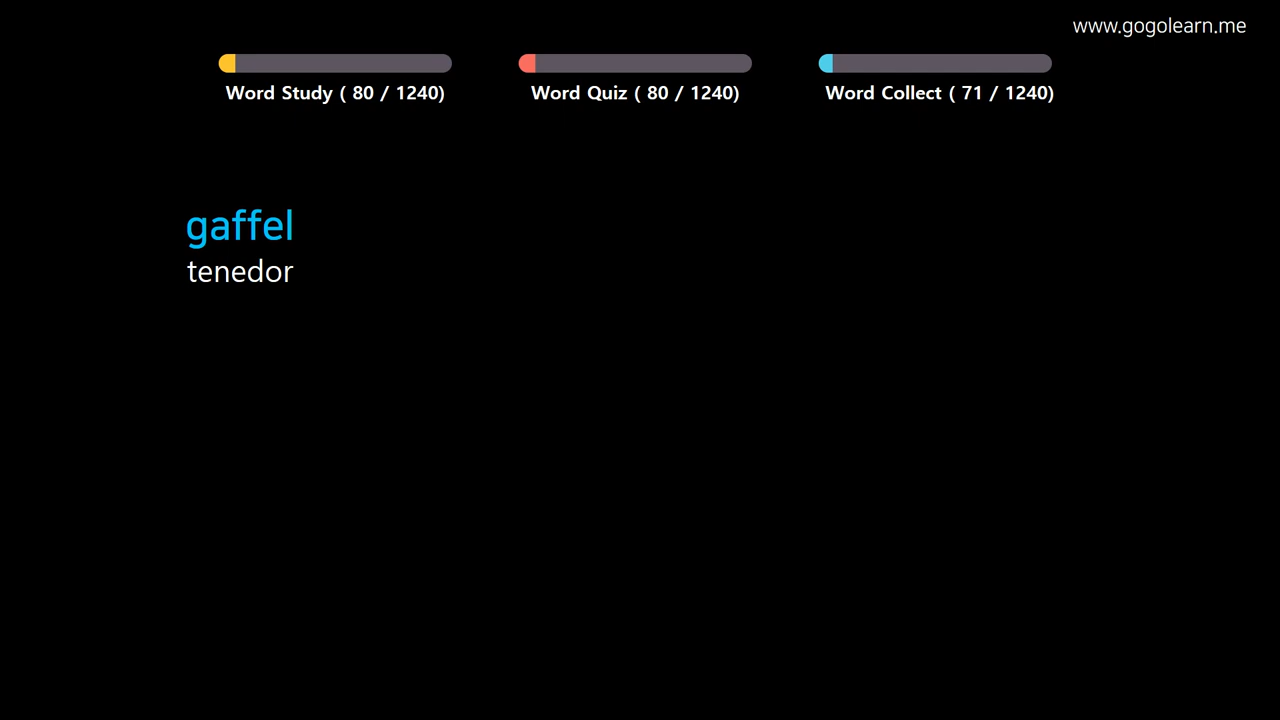 www.gogolearn.me
Word Study ( 80 / 1240)
Word Quiz ( 80 / 1240)
Word Collect ( 71 / 1240)
gaffel
tenedor